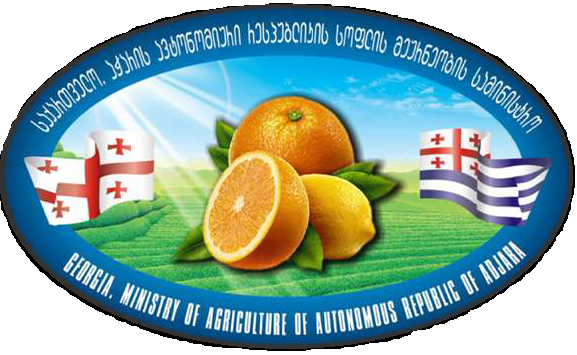 საქართველო, აჭარის ავტონომიური რესპუბლიკის სოფლის მეურნეობის სამინისტრო
GEORGIA. MINISTRY OF AGRICULTURE OF AUTONOMOUS REPUBLIC OF ADJARA